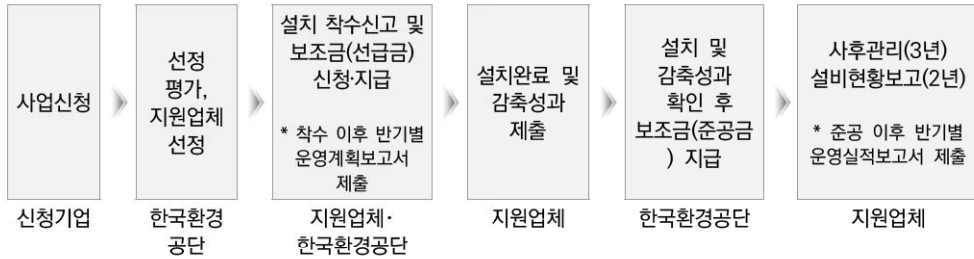 사업신청
신청기업
선정
평가,
지원업체
선정
한국환경
공단
설치 착수신고 및
보조금(선급금)
신청·지급
* 착수 이후 반기별
운영계획보고서
제출
지원업체·
한국환경공단
설치완료 및
감축성과
제출
지원업체
설치 및
감축성과
확인 후
보조금(준공금
) 지급
한국환경공단
사후관리(3년)
설비현황보고(2년)
* 준공 이후 반기별
운영실적보고서 제출
지원업체